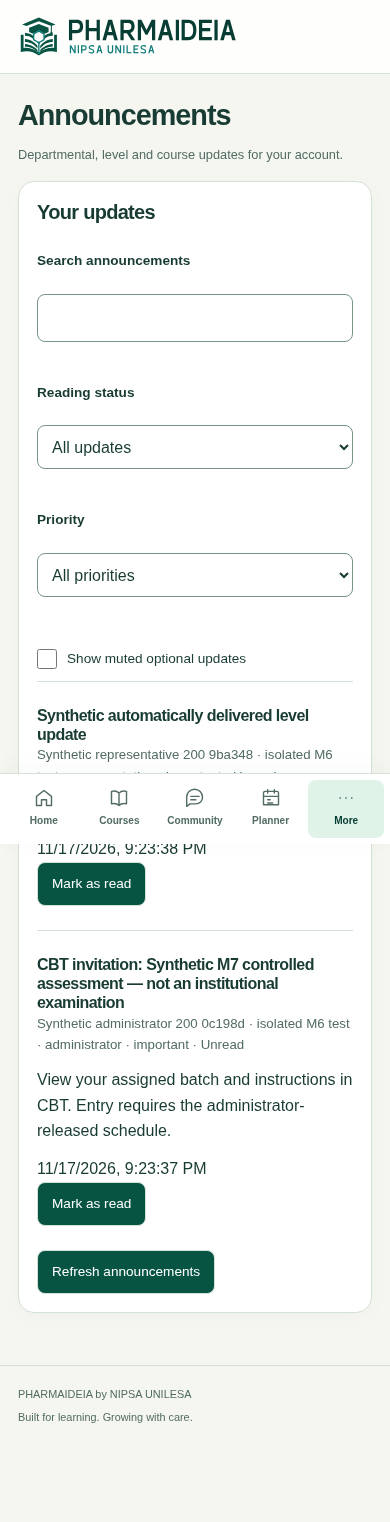 PHARMAIDEIA
NIPSA UNILESA
Announcements
Departmental, level and course updates for your account.
Your updates
Search announcements
Reading status
All updates
Priority
All priorities
Show muted optional updates
Synthetic automatically delivered level
update
Synthetic representative 200 9ba348 · isolated M6
Home
Courses
Community
Planner
More
11/17/2026, 9:23:38 PM
Mark as read
CBT invitation: Synthetic M7 controlled
assessment — not an institutional
examination
Synthetic administrator 200 0c198d · isolated M6 test
· administrator · important · Unread
View your assigned batch and instructions in
CBT. Entry requires the administrator-
released schedule.
11/17/2026, 9:23:37 PM
Mark as read
Refresh announcements
PHARMAIDEIA by NIPSA UNILESA
Built for learning. Growing with care.